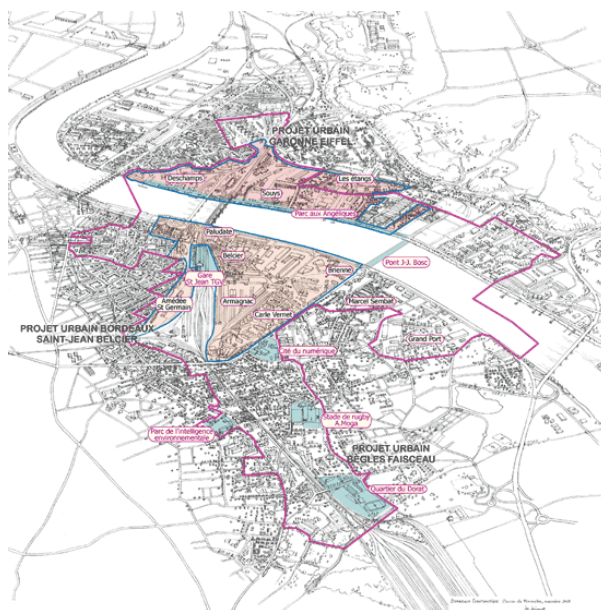 PROJET URBAIN
GARONNE EIFFEL
Deschamps
Les étangs
Souys
Parc aux Angéliques
Paludate
Belcier
Gare
St Jean TGV
Brienne
Pont J-J. Bosc
Amédée
St Germain
Armagnac
Marcel Sembat
Carle Vernet
PROJET URBAIN BORDEAUX
SAINT-JEAN BELCIER
Grand Port
Cité du numérique
Stade de rugby
A.Moga
Parc de l'intelligence
environnementale
PROJET URBAIN
BÈGLES FAISCEAU
Quartier du Dorat